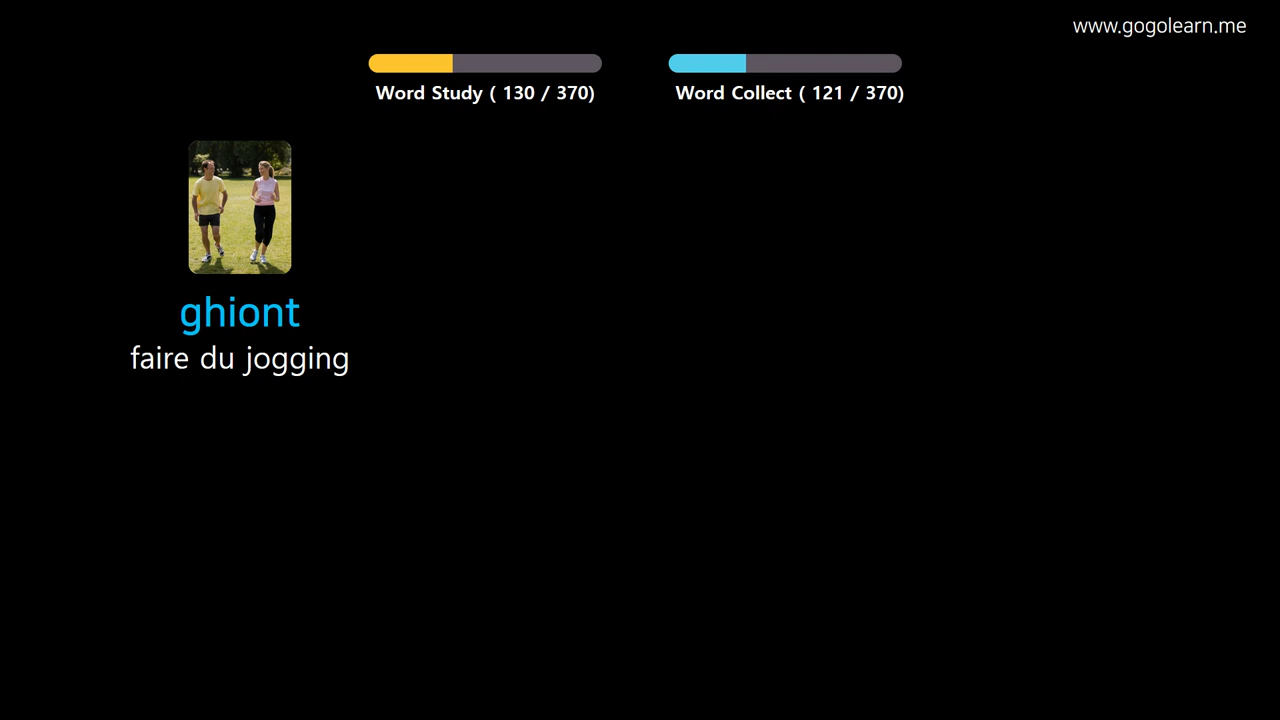 www.gogolearn.me
Word Study ( 130 / 370)
Word Collect ( 121 / 370)
ghiont
faire du jogging